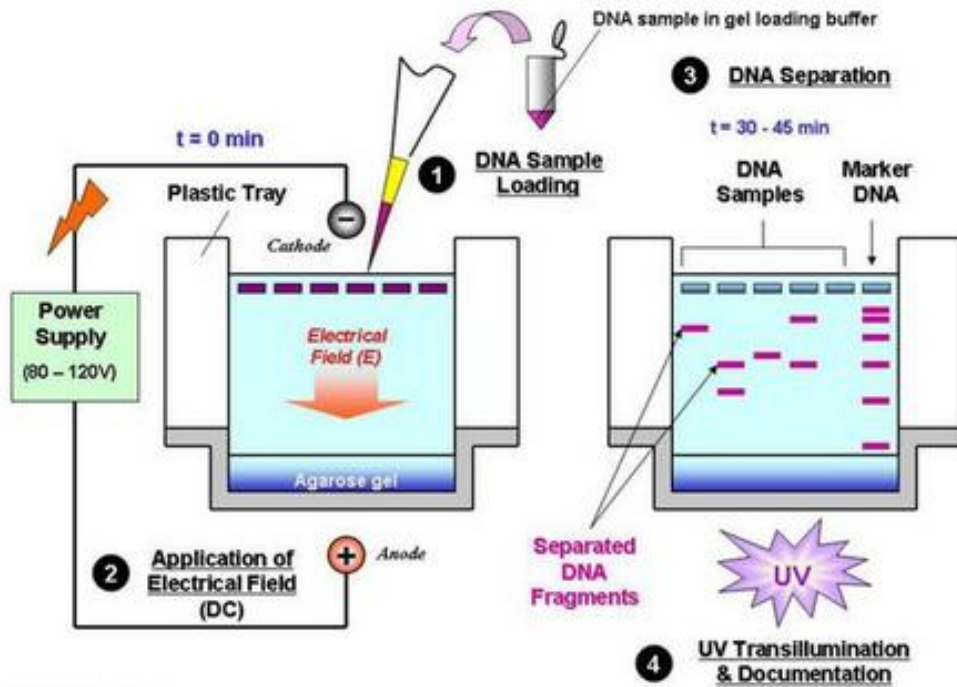 DNA sample in gel loading buffer
t = 0 min
1
DNA Sample
Loading
Plastic Tray
−
Cathode
Power
Supply
(80 – 120V)
Electrical
Field (E)
Agarose gel
2
Application of
Electrical Field
(DC)
+
Anode
3
DNA Separation
t = 30 - 45 min
DNA
Samples
Marker
DNA
Separated
DNA
Fragments
UV
4
UV Transillumination
& Documentation